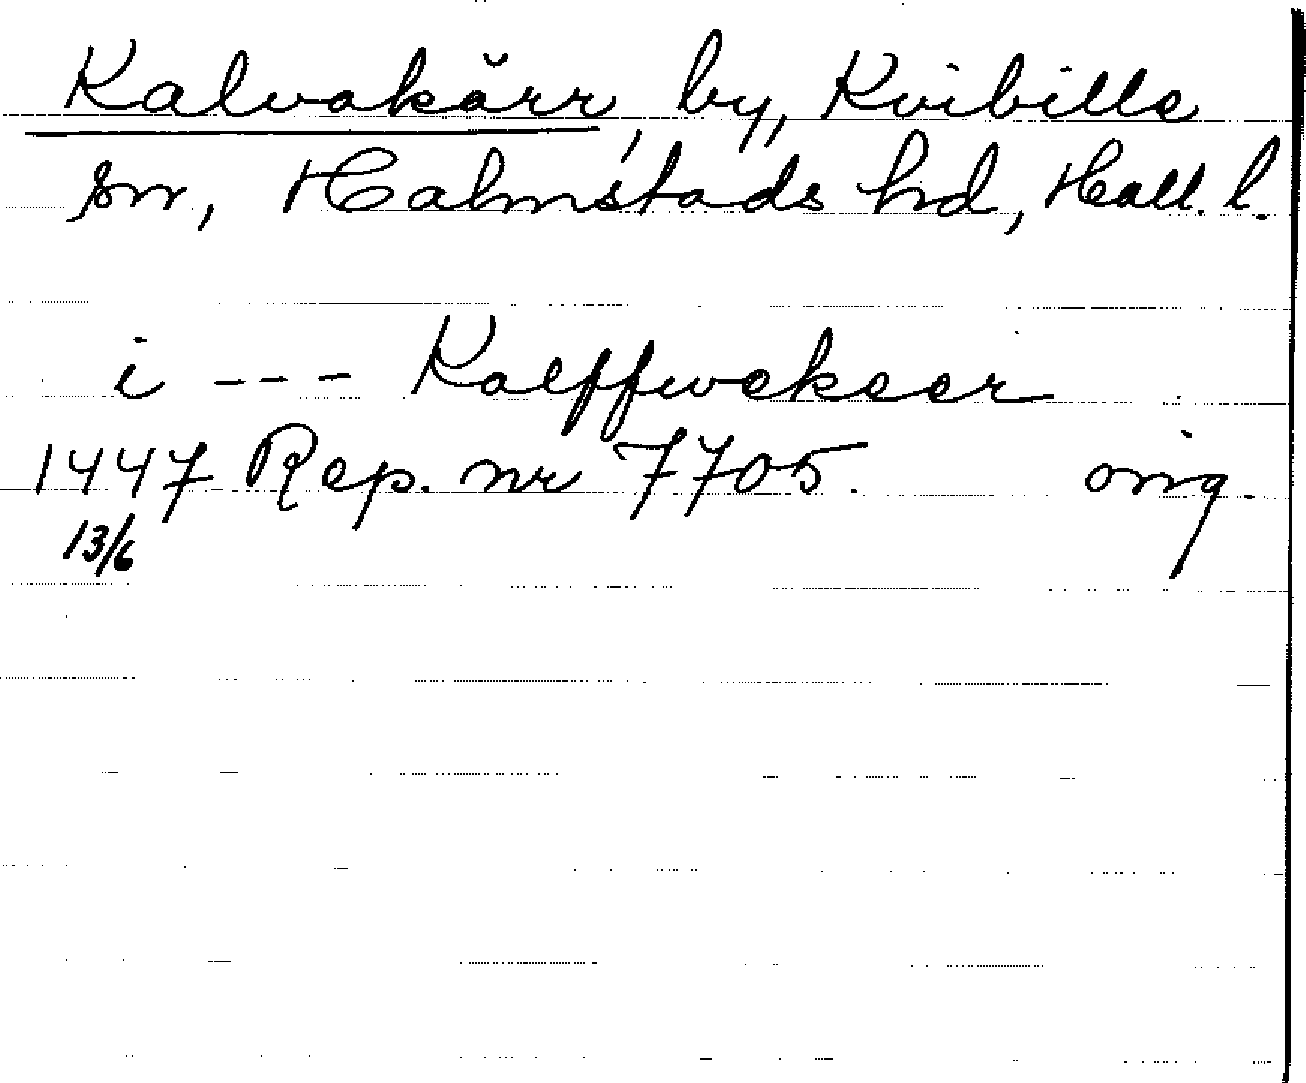 Kalvakärr, by, Kvibille
sn, Halmstads hd, Hall. l.
i --- Kalffwekeer
1447 Rep. nr 7705. orig.
13/6